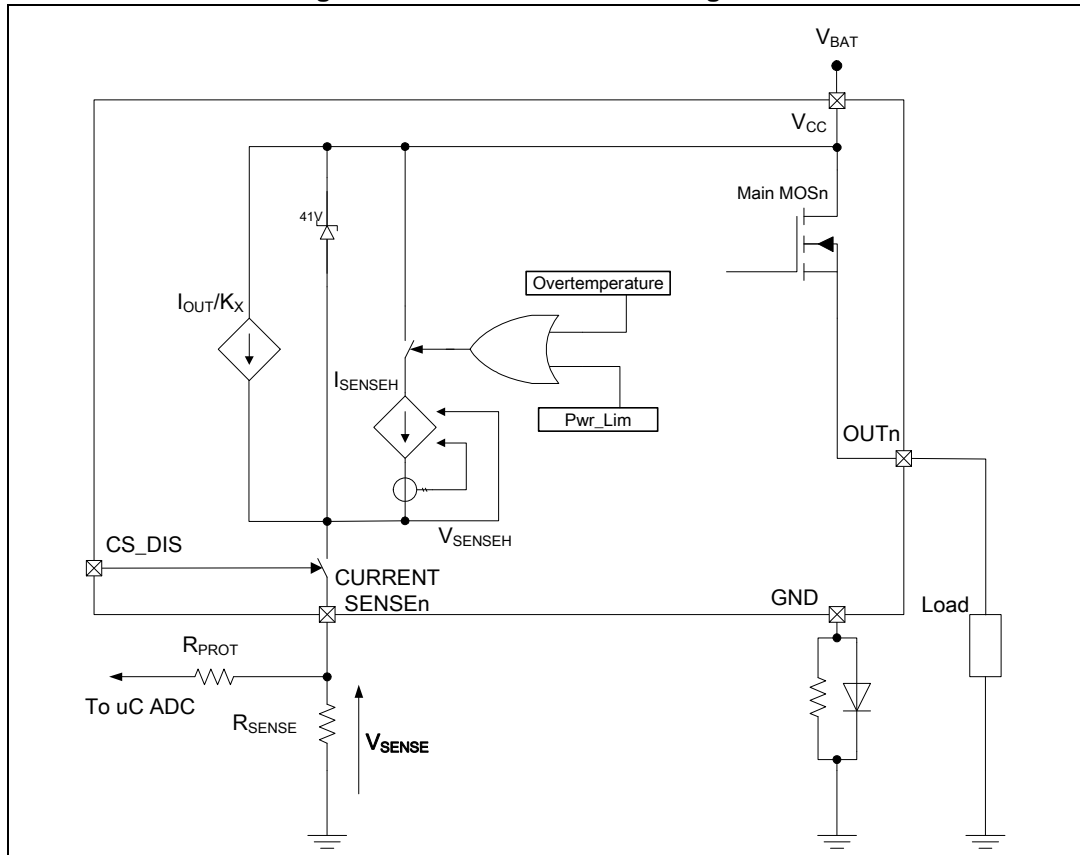 V_BAT
V_CC
Main MOSn
41V
Overtemperature
I_OUT/K_X
I_SENSEH
Pwr_Lim
OUTn
V_SENSEH
CS_DIS
CURRENT
SENSEn
GND
Load
R_PROT
To uC ADC
R_SENSE
V_SENSE